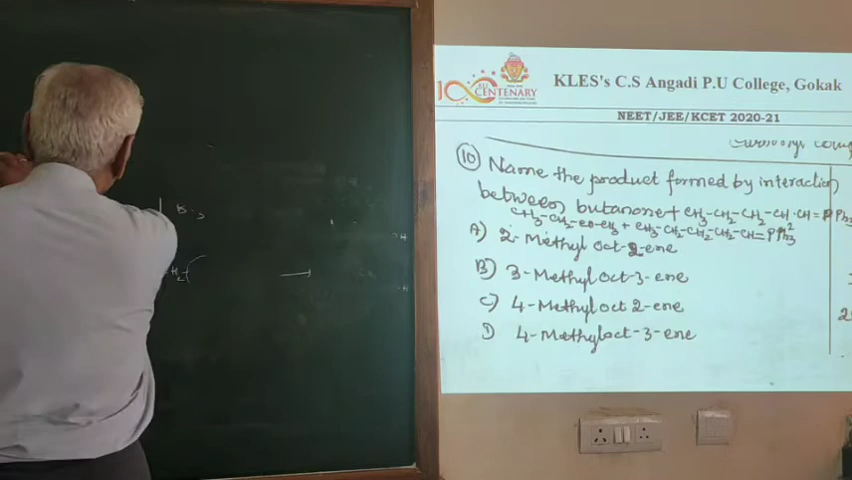 KLES's C.S Angadi P.U College, Gokak
CENTENARY
NEET/JEE/KCET 2020-21
10 Name the product formed by interaction
between butanone + CH3-CH2-CH2-CH-CH=PPh3
CH3-CH2-CO-CH3 + CH3-CH2-CH2-CH2-CH=PPh3
A) 2-Methyl Oct-2-ene
B) 3-Methyl Oct-3-ene
C) 4-Methyl Oct 2-ene
D 4-Methyl oct-3-ene